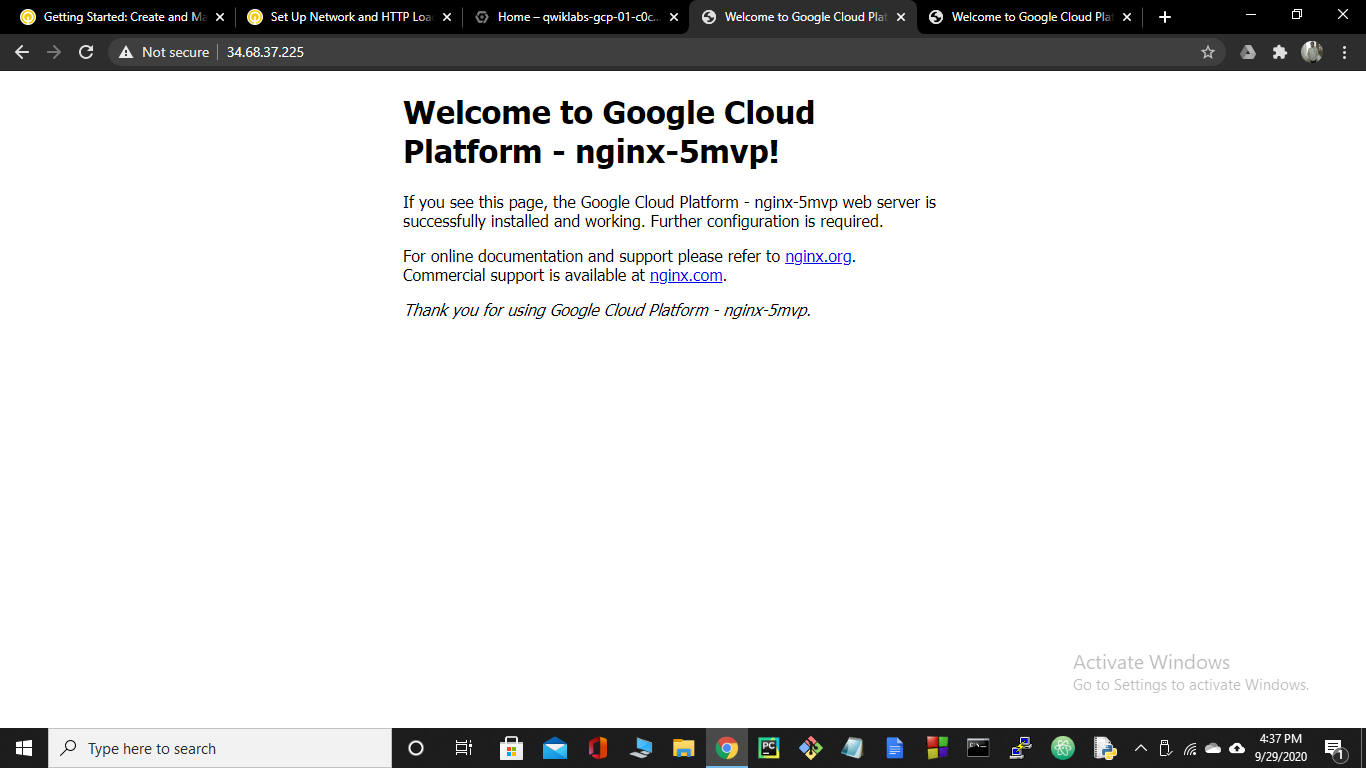 Getting Started: Create and Ma
Set Up Network and HTTP Loa
Home – qwiklabs-gcp-01-c0c...
Welcome to Google Cloud Plat
Welcome to Google Cloud Plat
Not secure
34.68.37.225
Welcome to Google Cloud
Platform - nginx-5mvp!
If you see this page, the Google Cloud Platform - nginx-5mvp web server is
successfully installed and working. Further configuration is required.
For online documentation and support please refer to nginx.org.
Commercial support is available at nginx.com.
Thank you for using Google Cloud Platform - nginx-5mvp.
Activate Windows
Go to Settings to activate Windows.
Type here to search
PC
4:37 PM
9/29/2020
1